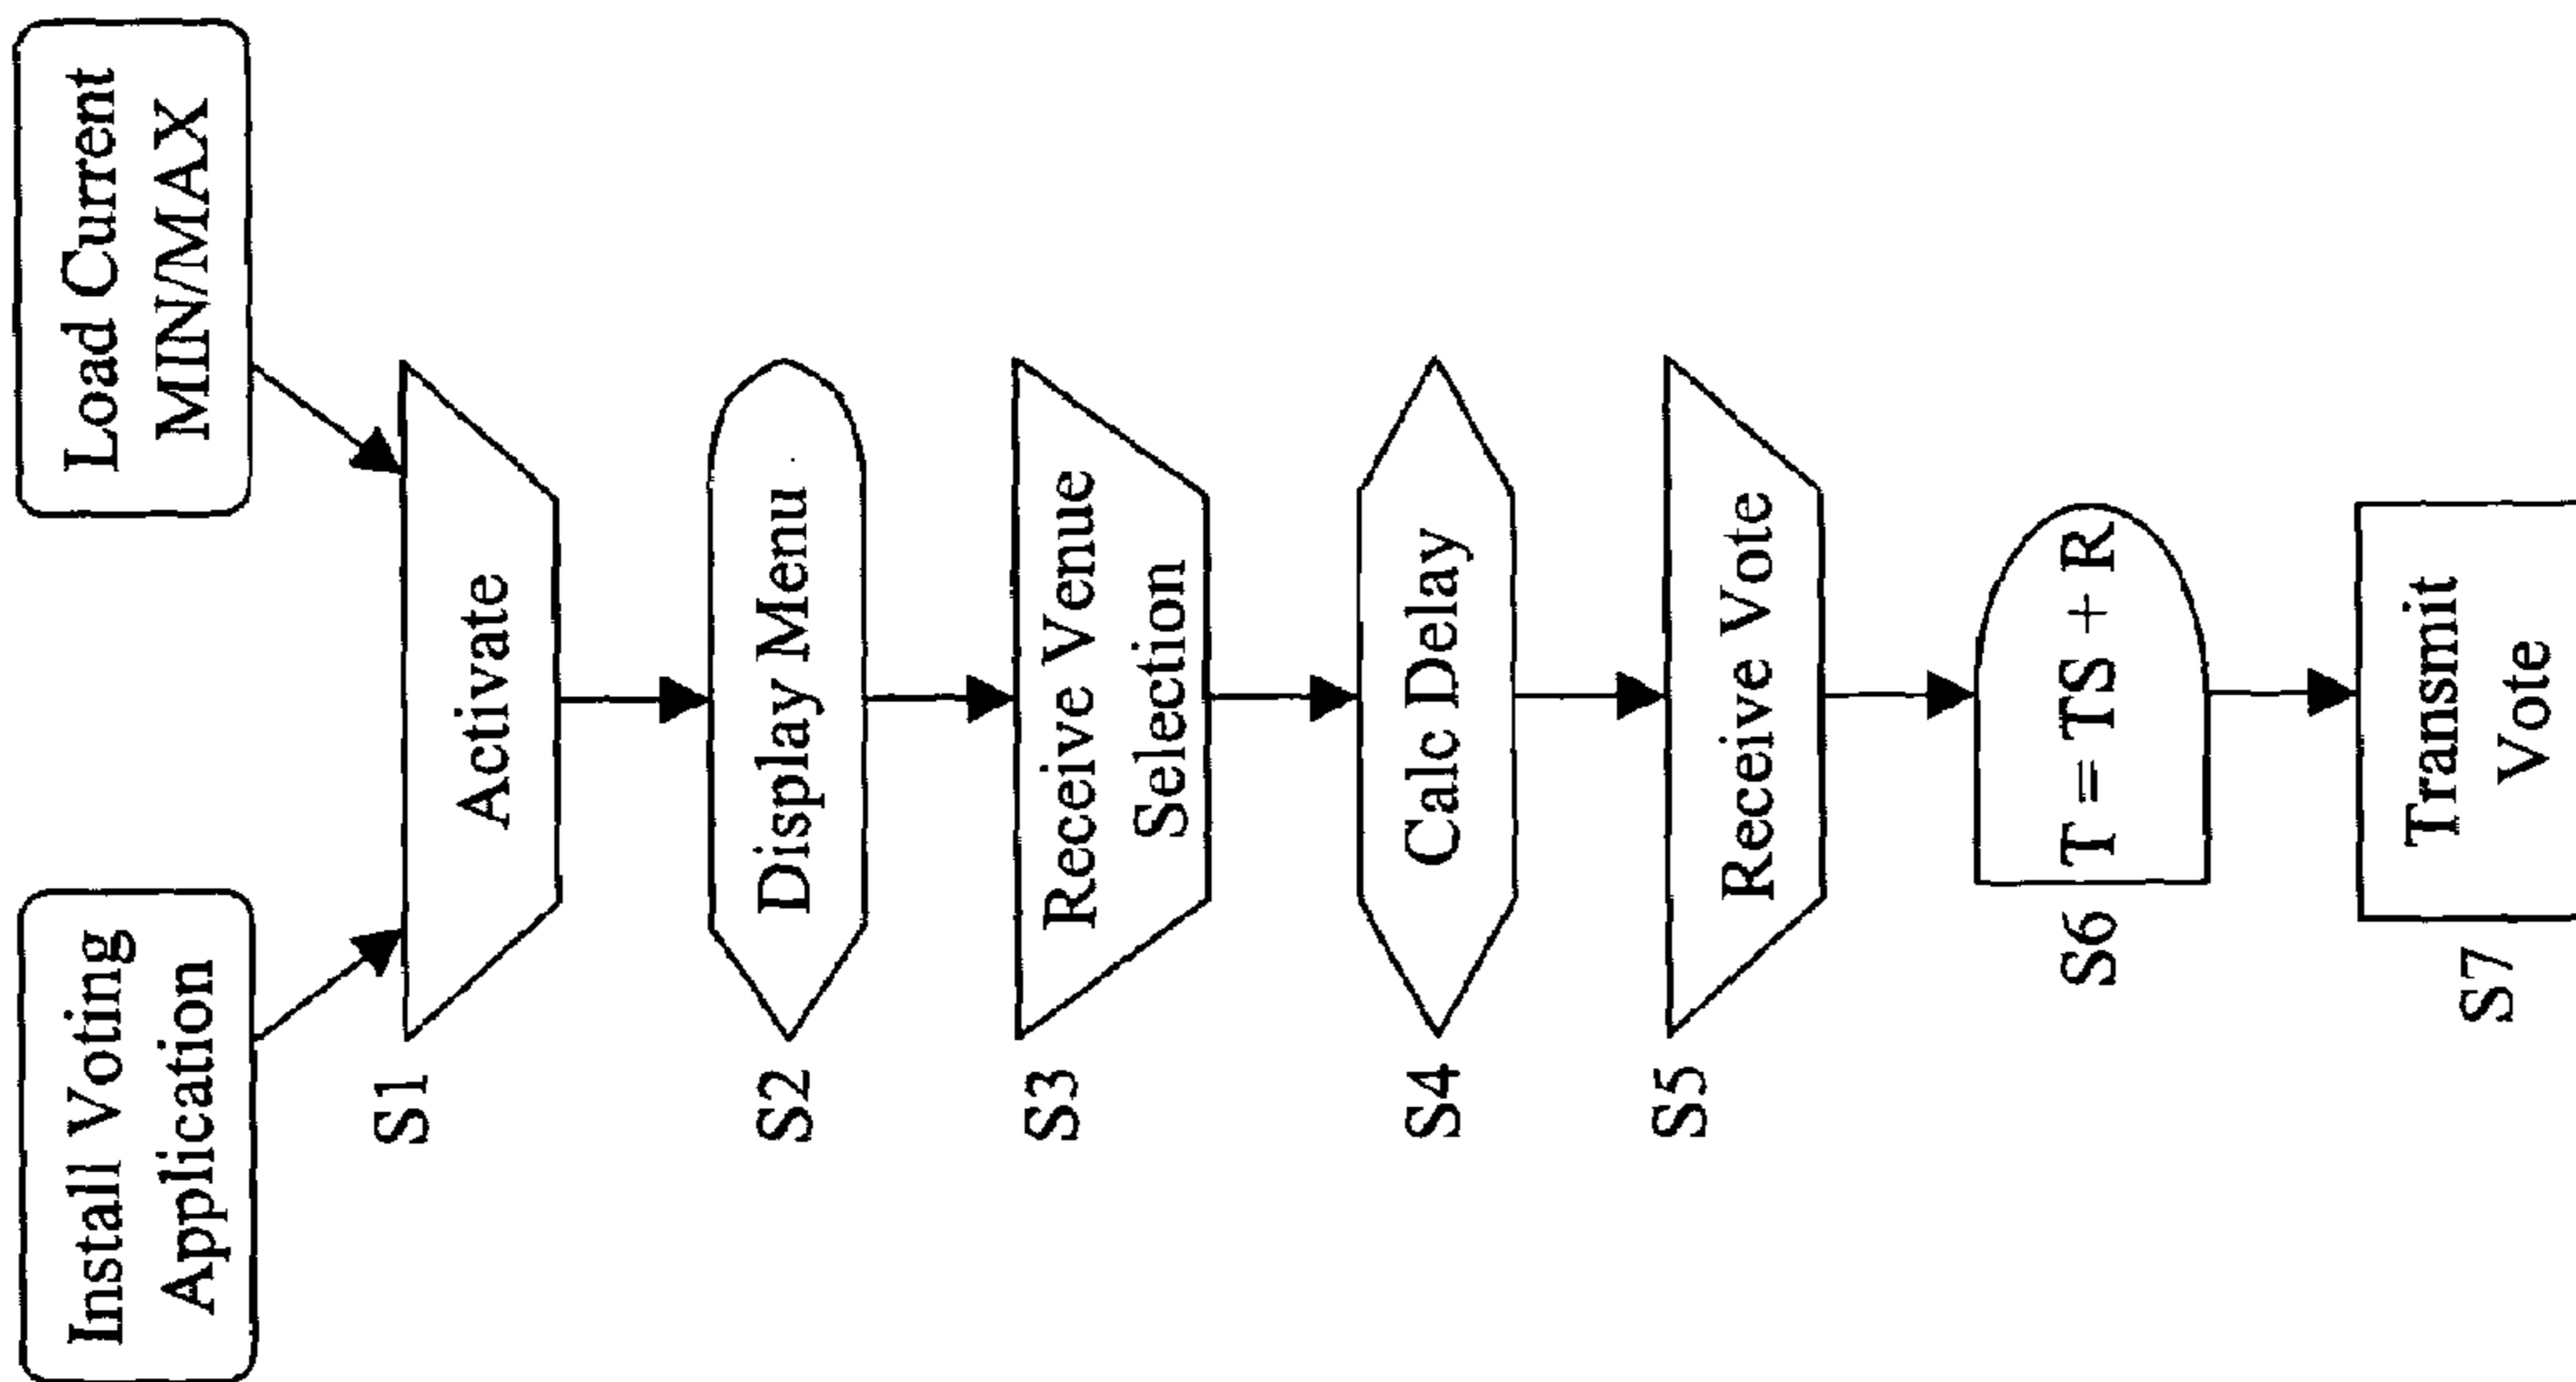 Install Voting
Application
Load Current
MIN/MAX
S1
Activate
S2
Display Menu
S3
Receive Venue
Selection
S4
Calc Delay
S5
Receive Vote
S6
T = TS + R
S7
Transmit
Vote